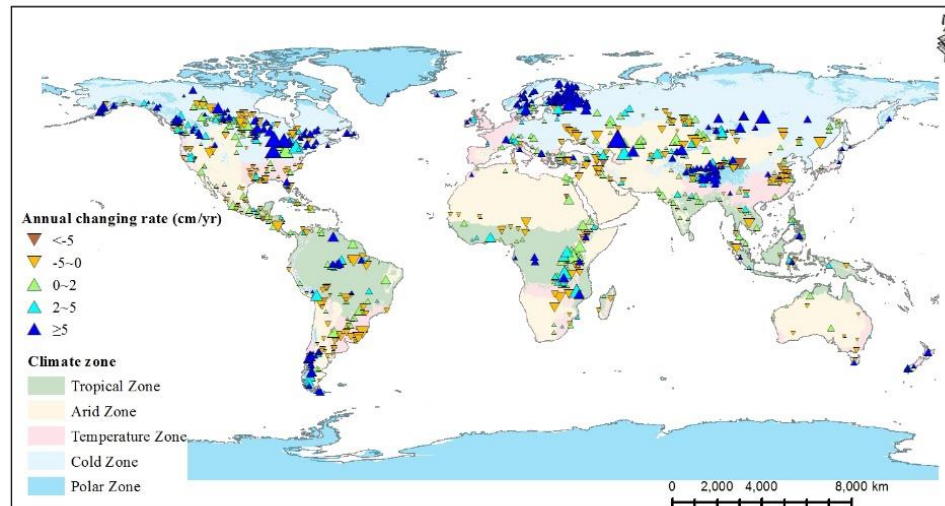 Annual changing rate (cm/yr)
<-5
-5~0
0~2
2~5
≥5
Climate zone
Tropical Zone
Arid Zone
Temperature Zone
Cold Zone
Polar Zone
0 2,000 4,000 8,000 km